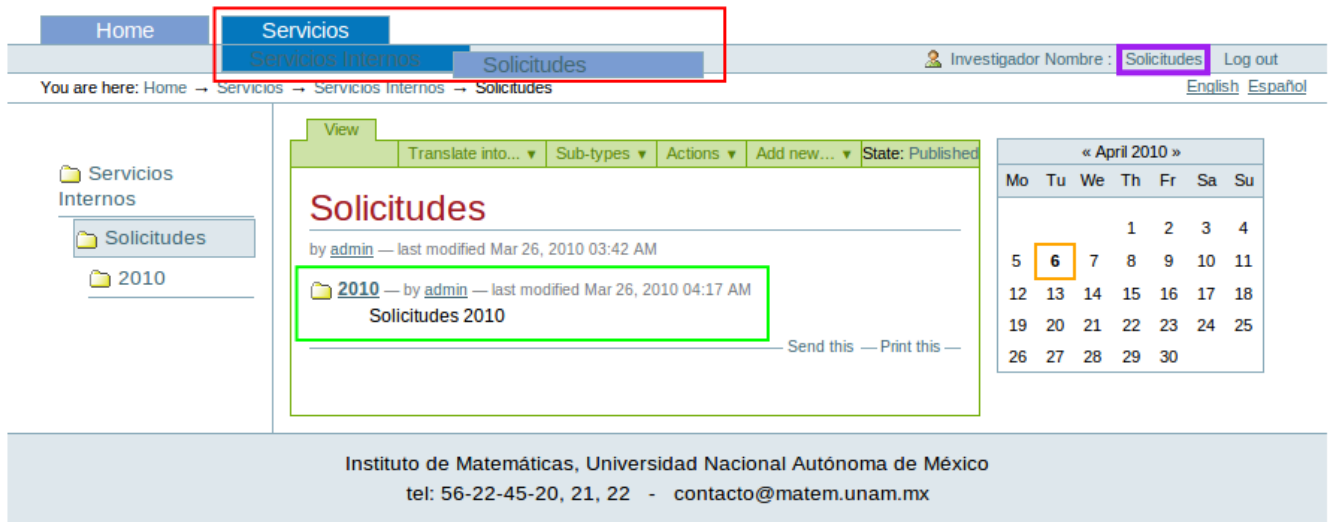 Home Servicios
Servicios Internos Solicitudes
Investigador Nombre : Solicitudes Log out
You are here: Home → Servicios → Servicios Internos → Solicitudes
English Español
Servicios
Internos
Solicitudes
2010
View
Translate into... ▼ Sub-types ▼ Actions ▼ Add new... ▼ State: Published
Solicitudes
by admin — last modified Mar 26, 2010 03:42 AM
2010 — by admin — last modified Mar 26, 2010 04:17 AM
Solicitudes 2010
Send this — Print this —
« April 2010 »
Mo Tu We Th Fr Sa Su
1 2 3 4
5 6 7 8 9 10 11
12 13 14 15 16 17 18
19 20 21 22 23 24 25
26 27 28 29 30
Instituto de Matemáticas, Universidad Nacional Autónoma de México
tel: 56-22-45-20, 21, 22 - contacto@matem.unam.mx